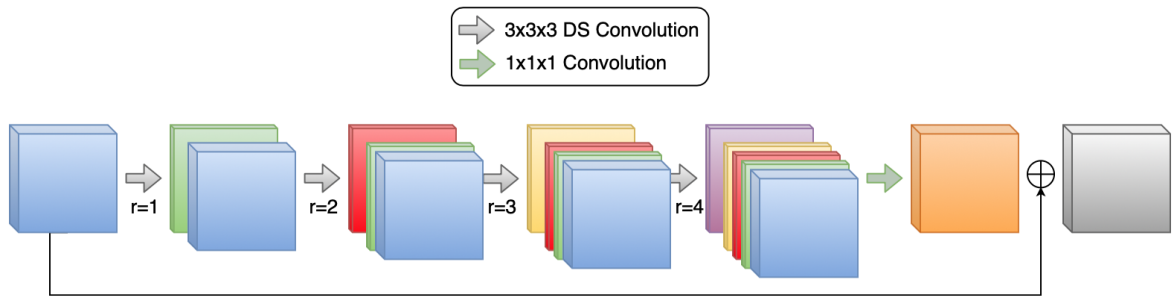 3x3x3 DS Convolution
1x1x1 Convolution
r=1
r=2
r=3
r=4